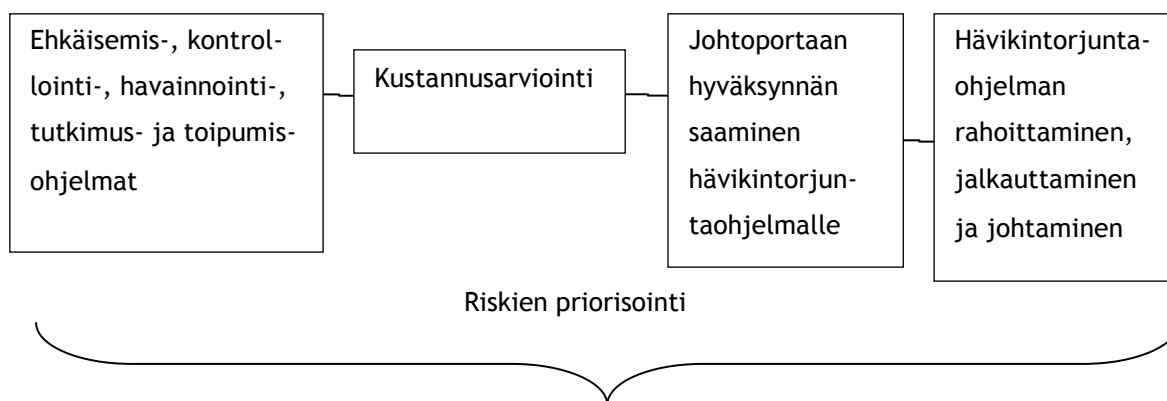 Ehkäisemis-, kontrol-
lointi-, havainnointi-,
tutkimus- ja toipumis-
ohjelmat
Kustannusarviointi
Johtoportaan
hyväksynnän
saaminen
hävikintorjun-
taohjelmalle
Hävikintorjunta-
ohjelman
rahoittaminen,
jalkauttaminen
ja johtaminen
Riskien priorisointi